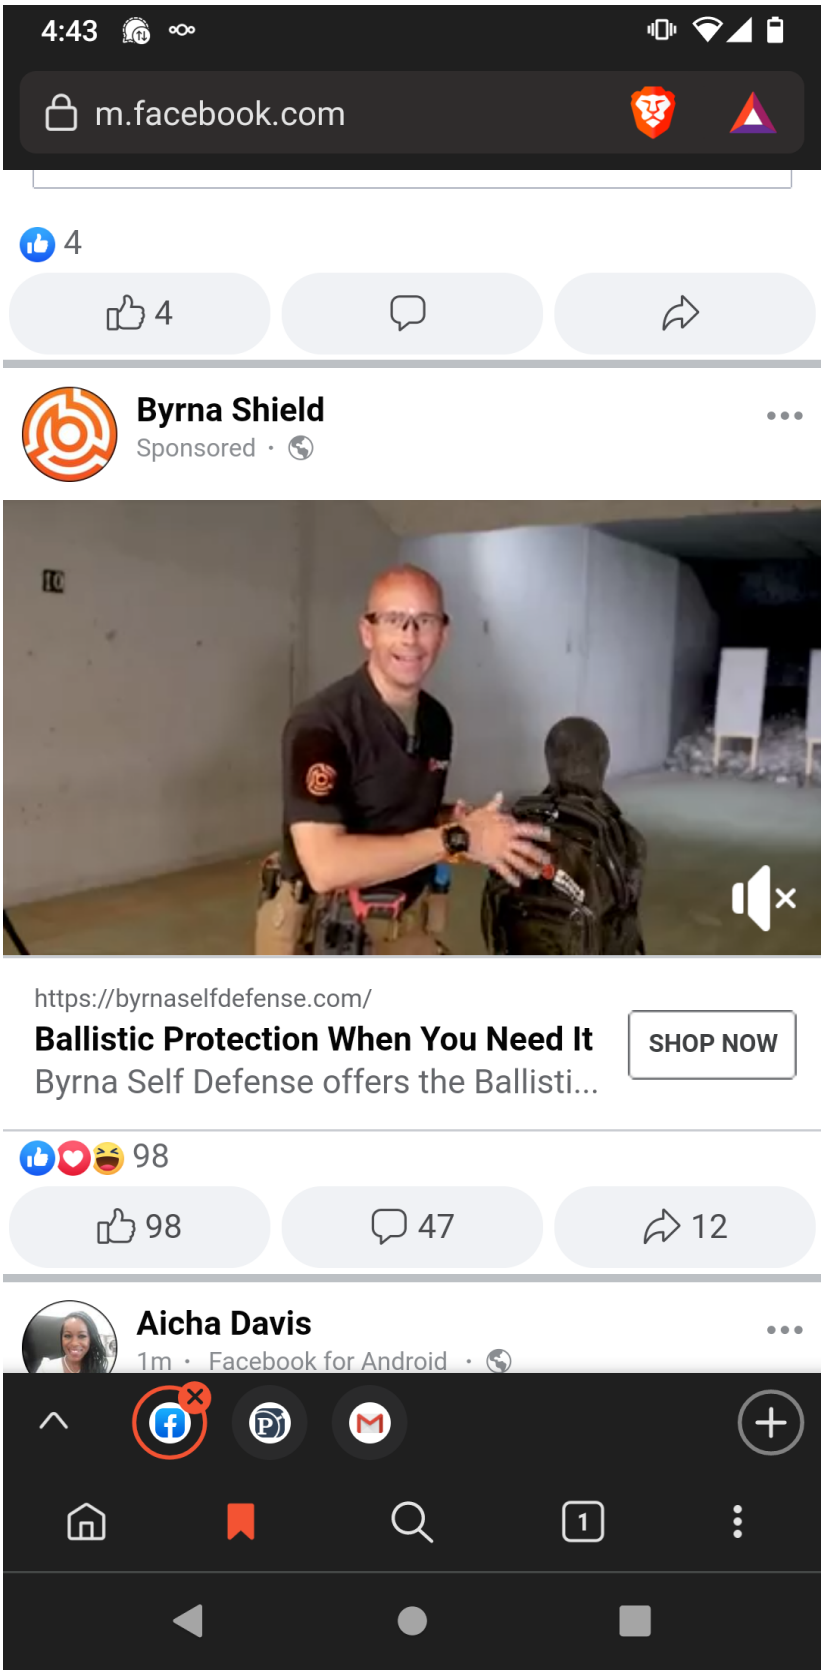 4:43
m.facebook.com
4
4
Byrna Shield
Sponsored ·
10
https://byrnaselfdefense.com/
Ballistic Protection When You Need It
Byrna Self Defense offers the Ballisti...
SHOP NOW
98
98
47
12
Aicha Davis
1m · Facebook for Android ·
P
1